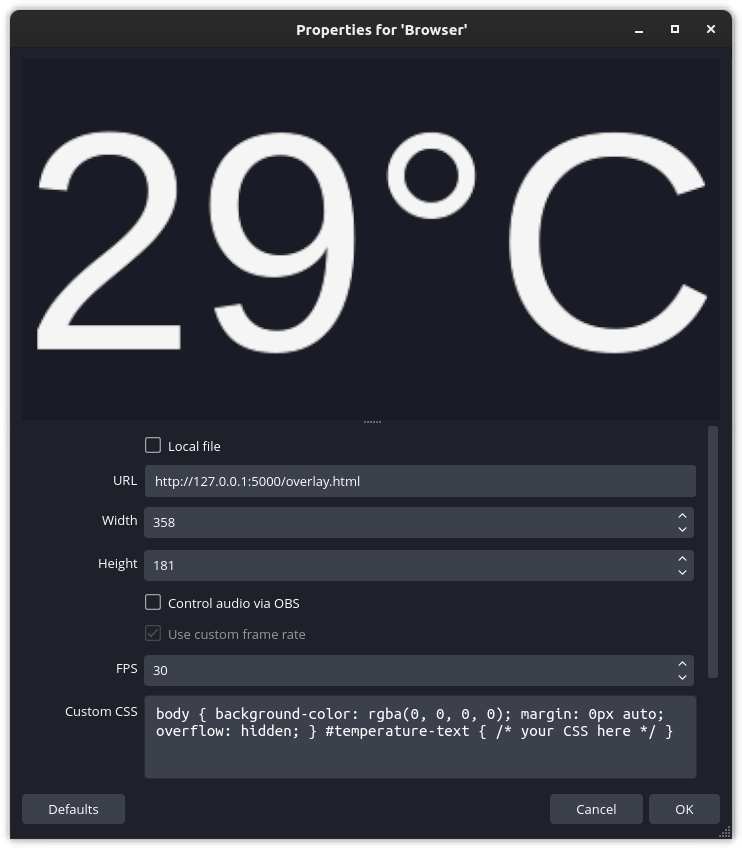 Properties for 'Browser'
29°C
Local file
URL
http://127.0.0.1:5000/overlay.html
Width
358
Height
181
Control audio via OBS
Use custom frame rate
FPS
30
Custom CSS
body { background-color: rgba(0, 0, 0, 0); margin: 0px auto;
overflow: hidden; } #temperature-text { /* your CSS here */ }
Defaults
Cancel
OK